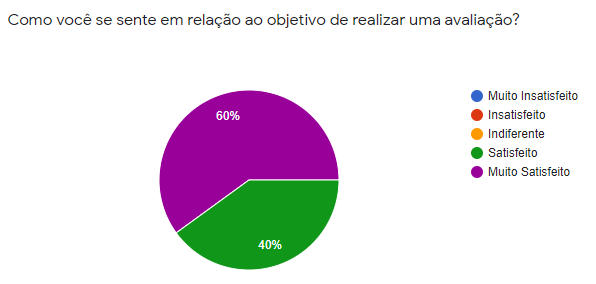 Como você se sente em relação ao objetivo de realizar uma avaliação?
60%
40%
Muito Insatisfeito
Insatisfeito
Indiferente
Satisfeito
Muito Satisfeito